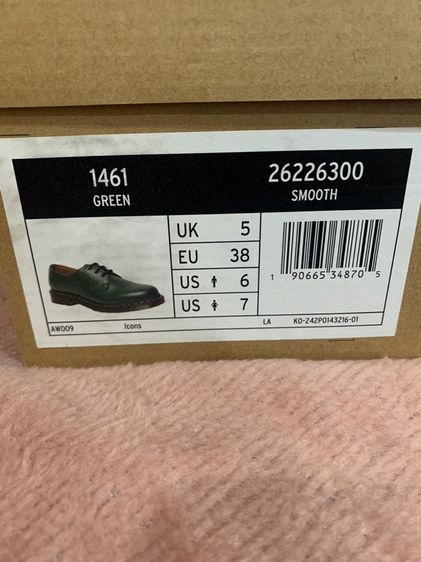 1461
GREEN
26226300
SMOOTH
UK 5
EU 38
US 6
US 7
1 90665 34870 5
AW009 Icons LA KO-242P0143216-01